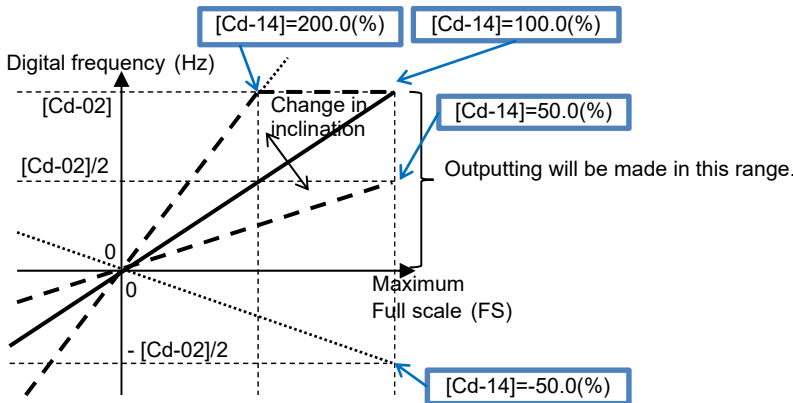 [Cd-14]=200.0(%)
[Cd-14]=100.0(%)
Digital frequency (Hz)
[Cd-02]
Change in
inclination
[Cd-14]=50.0(%)
[Cd-02]/2
Outputting will be made in this range.
0
0
Maximum
Full scale (FS)
- [Cd-02]/2
[Cd-14]=-50.0(%)